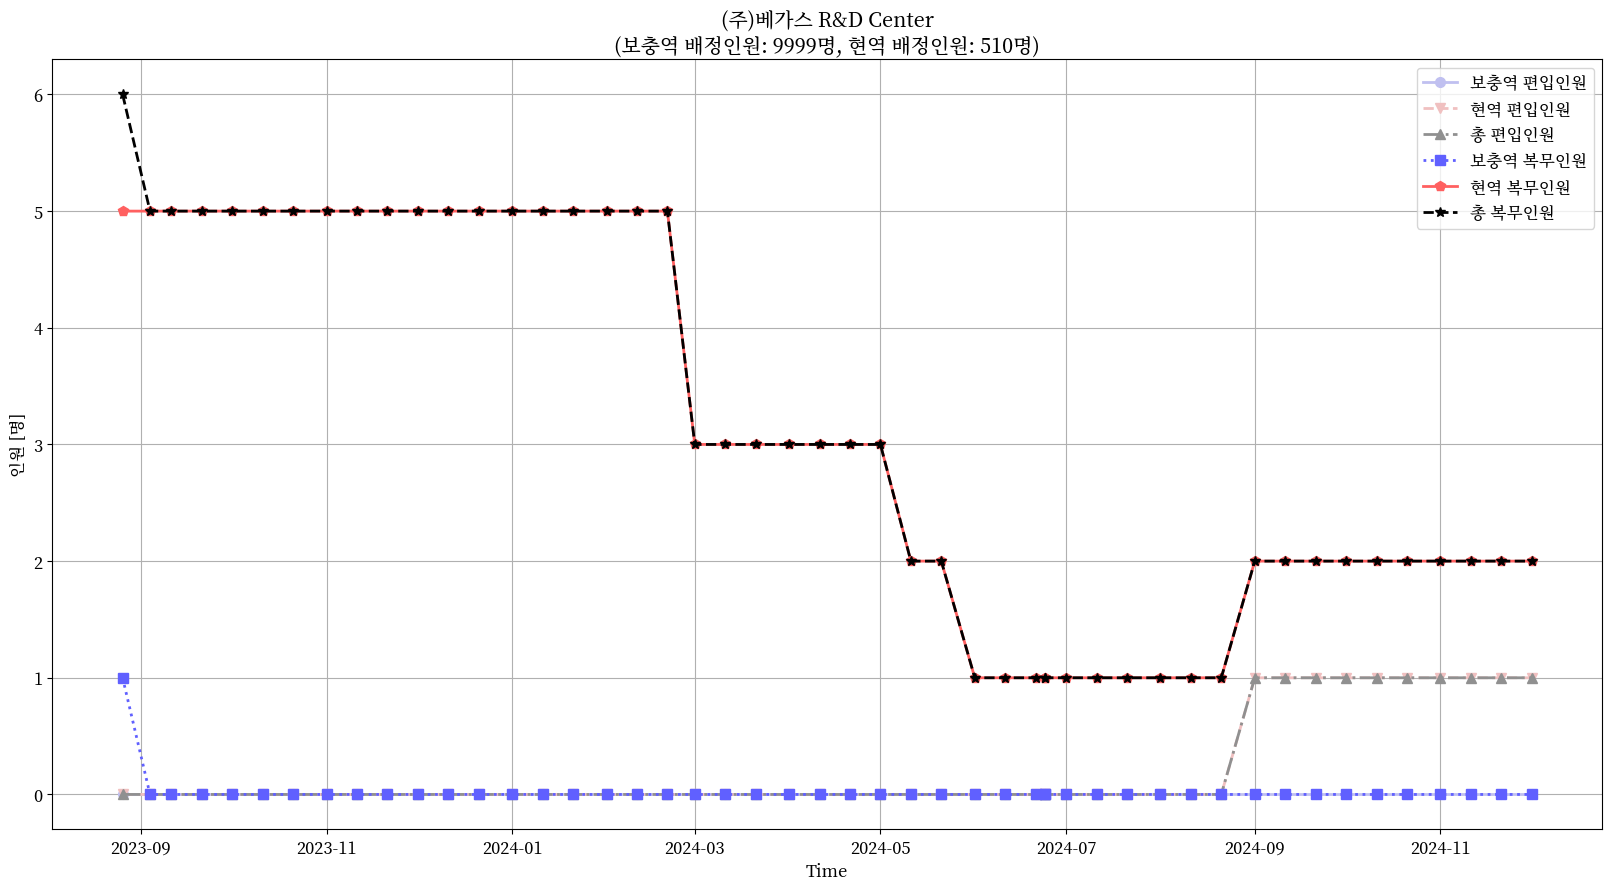 (주)베가스 R&D Center
(보충역 배정인원: 9999명, 현역 배정인원: 510명)
보충역 편입인원
현역 편입인원
총 편입인원
보충역 복무인원
현역 복무인원
총 복무인원
인원 [명]
6
5
4
3
2
1
0
2023-09 2023-11 2024-01 2024-03 2024-05 2024-07 2024-09 2024-11
Time